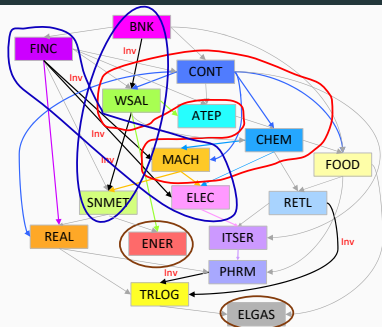 BNK
FINC
Inv
CONT
Inv
WSAL
ATEP
Inv
CHEM
MACH
Inv
FOOD
SNMET
ELEC
RETL
REAL
ENER
ITSER
Inv
PHRM
Inv
TRLOG
ELGAS